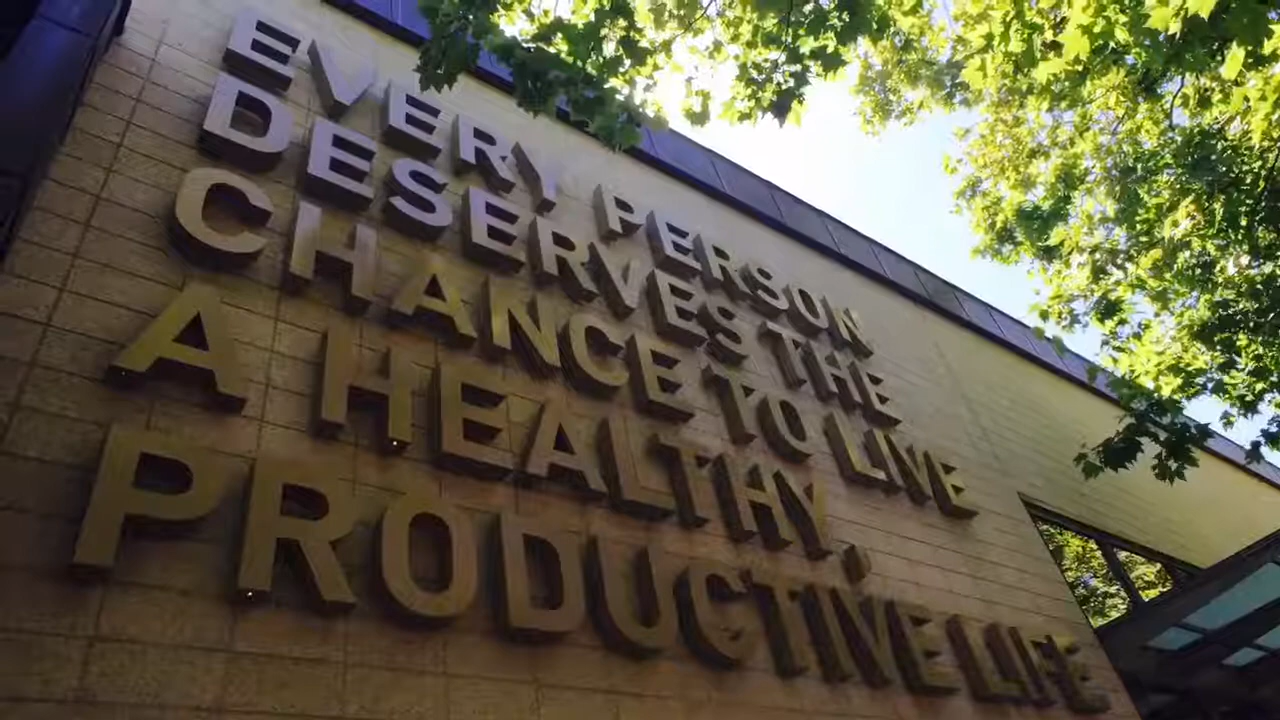 EVERY PERSON
DESERVES THE
CHANCE TO LIVE
A HEALTHY,
PRODUCTIVE LIFE